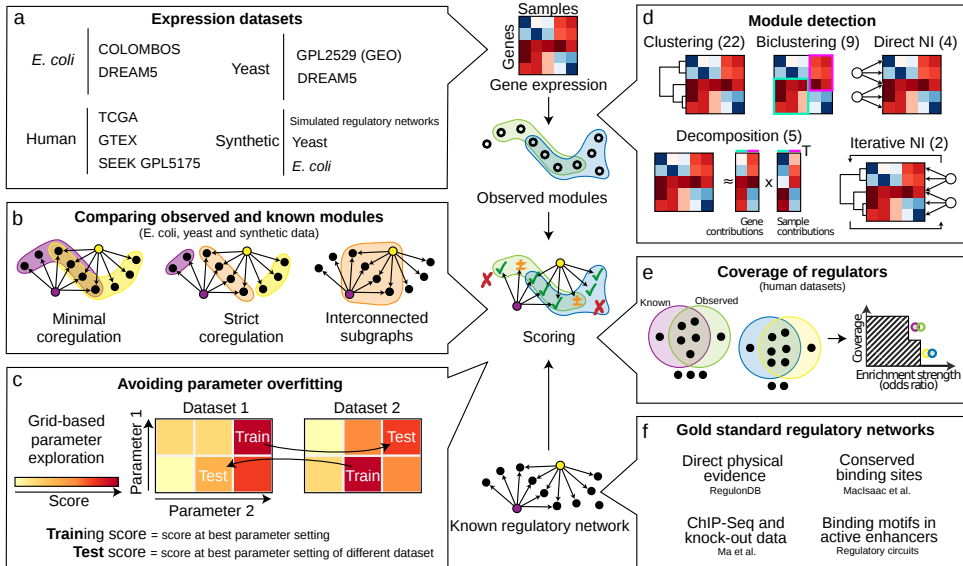 a
Expression datasets
E. coli
COLOMBOS
DREAM5
Yeast
GPL2529 (GEO)
DREAM5
Human
TCGA
GTEX
SEEK GPL5175
Synthetic
Simulated regulatory networks
Yeast
E. coli
Samples
Genes
Gene expression
Observed modules
Scoring
Known regulatory network
b
Comparing observed and known modules
(E. coli, yeast and synthetic data)
Minimal
coregulation
Strict
coregulation
Interconnected
subgraphs
c
Avoiding parameter overfitting
Grid-based
parameter
exploration
Score
Parameter 1
Dataset 1
Dataset 2
Train
Test
Test
Train
Parameter 2
Training score = score at best parameter setting
Test score = score at best parameter setting of different dataset
d
Module detection
Clustering (22)
Biclustering (9)
Direct NI (4)
Decomposition (5)
Iterative NI (2)
≈
x
T
Gene
contributions
Sample
contributions
e
Coverage of regulators
(human datasets)
Known
Observed
Coverage
Enrichment strength
(odds ratio)
f
Gold standard regulatory networks
Direct physical
evidence
RegulonDB
Conserved
binding sites
MacIsaac et al.
ChIP-Seq and
knock-out data
Ma et al.
Binding motifs in
active enhancers
Regulatory circuits